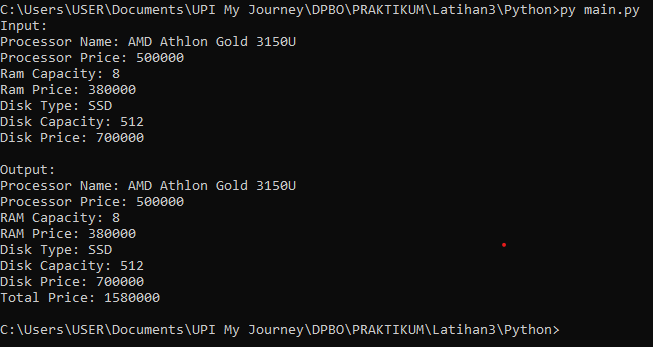 C:\Users\USER\Documents\UPI My Journey\DPBO\PRAKTIKUM\Latihan3\Python>py main.py
Input:
Processor Name: AMD Athlon Gold 3150U
Processor Price: 500000
Ram Capacity: 8
Ram Price: 380000
Disk Type: SSD
Disk Capacity: 512
Disk Price: 700000

Output:
Processor Name: AMD Athlon Gold 3150U
Processor Price: 500000
RAM Capacity: 8
RAM Price: 380000
Disk Type: SSD
Disk Capacity: 512
Disk Price: 700000
Total Price: 1580000

C:\Users\USER\Documents\UPI My Journey\DPBO\PRAKTIKUM\Latihan3\Python>